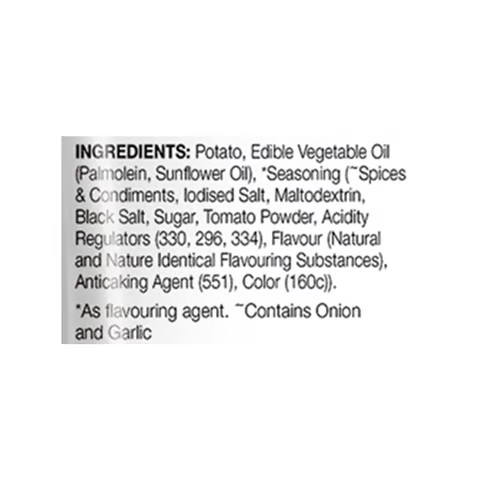 INGREDIENTS: Potato, Edible Vegetable Oil
(Palmolein, Sunflower Oil), *Seasoning (~Spices
& Condiments, Iodised Salt, Maltodextrin,
Black Salt, Sugar, Tomato Powder, Acidity
Regulators (330, 296, 334), Flavour (Natural
and Nature Identical Flavouring Substances),
Anticaking Agent (551), Color (160c)).
*As flavouring agent. ~Contains Onion
and Garlic